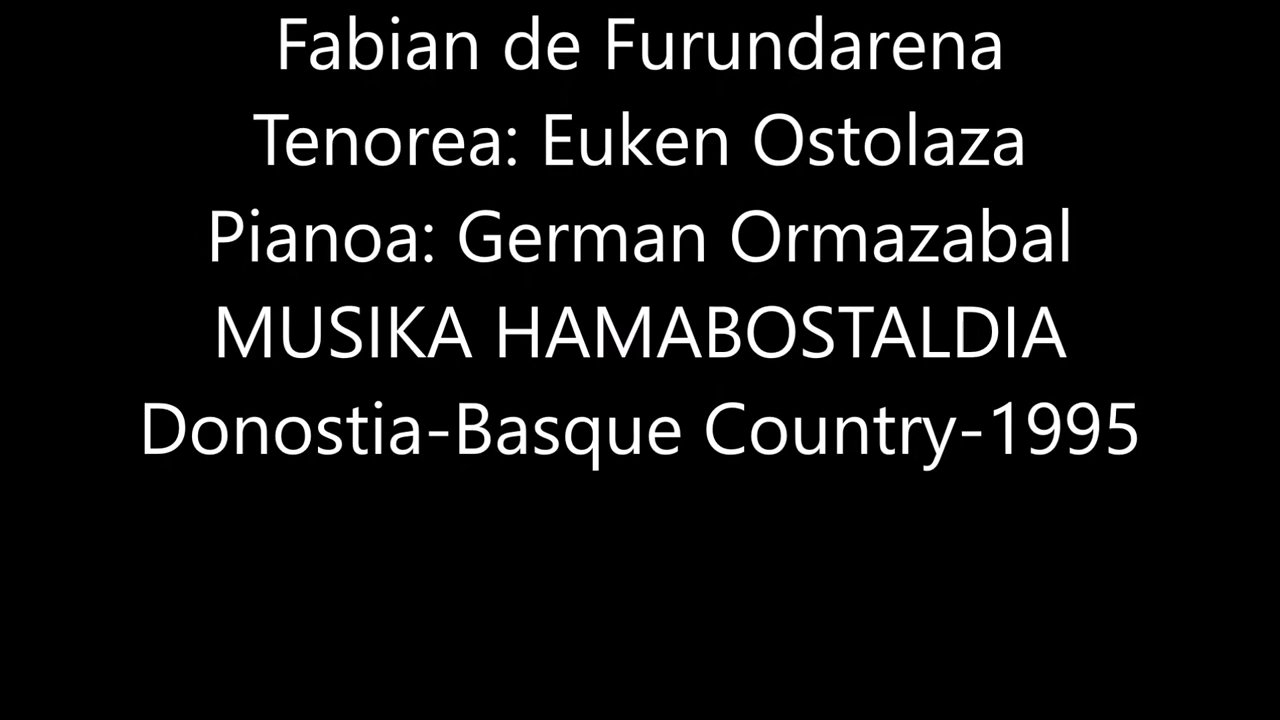 Fabian de Furundarena
Tenorea: Euken Ostolaza
Pianoa: German Ormazabal
MUSIKA HAMABOSTALDIA
Donostia-Basque Country-1995